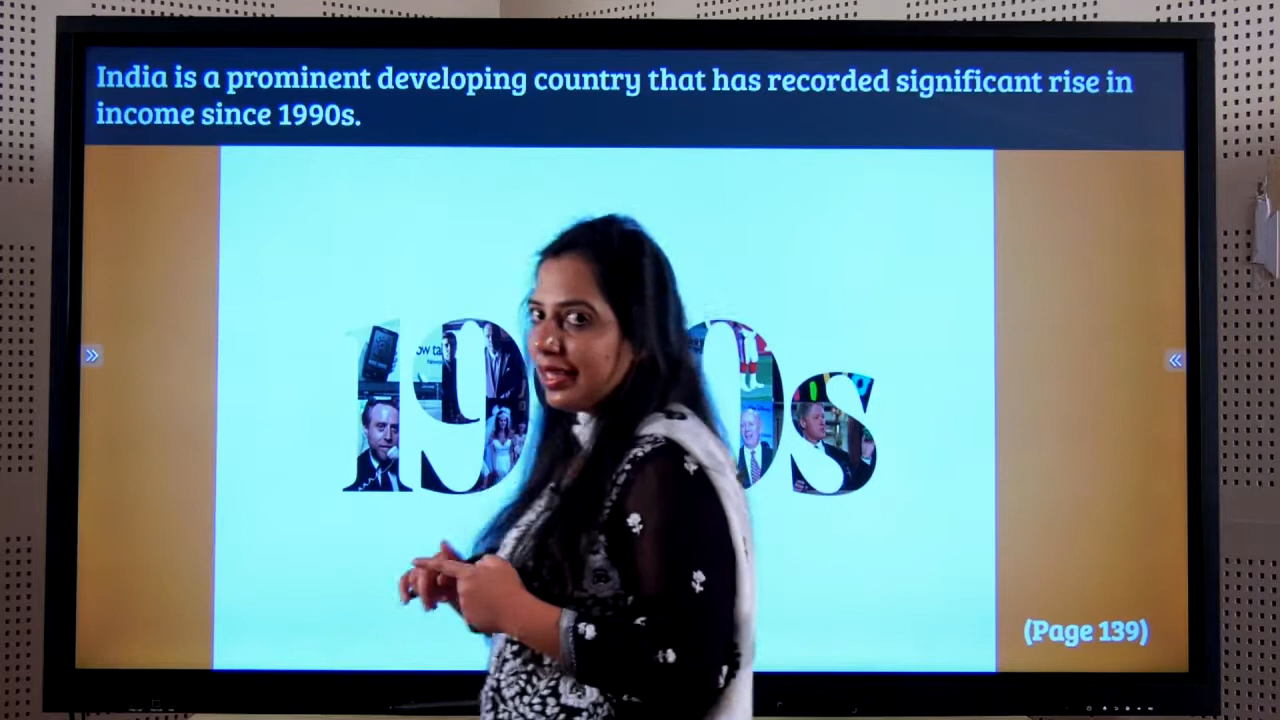 India is a prominent developing country that has recorded significant rise in
income since 1990s.
(Page 139)